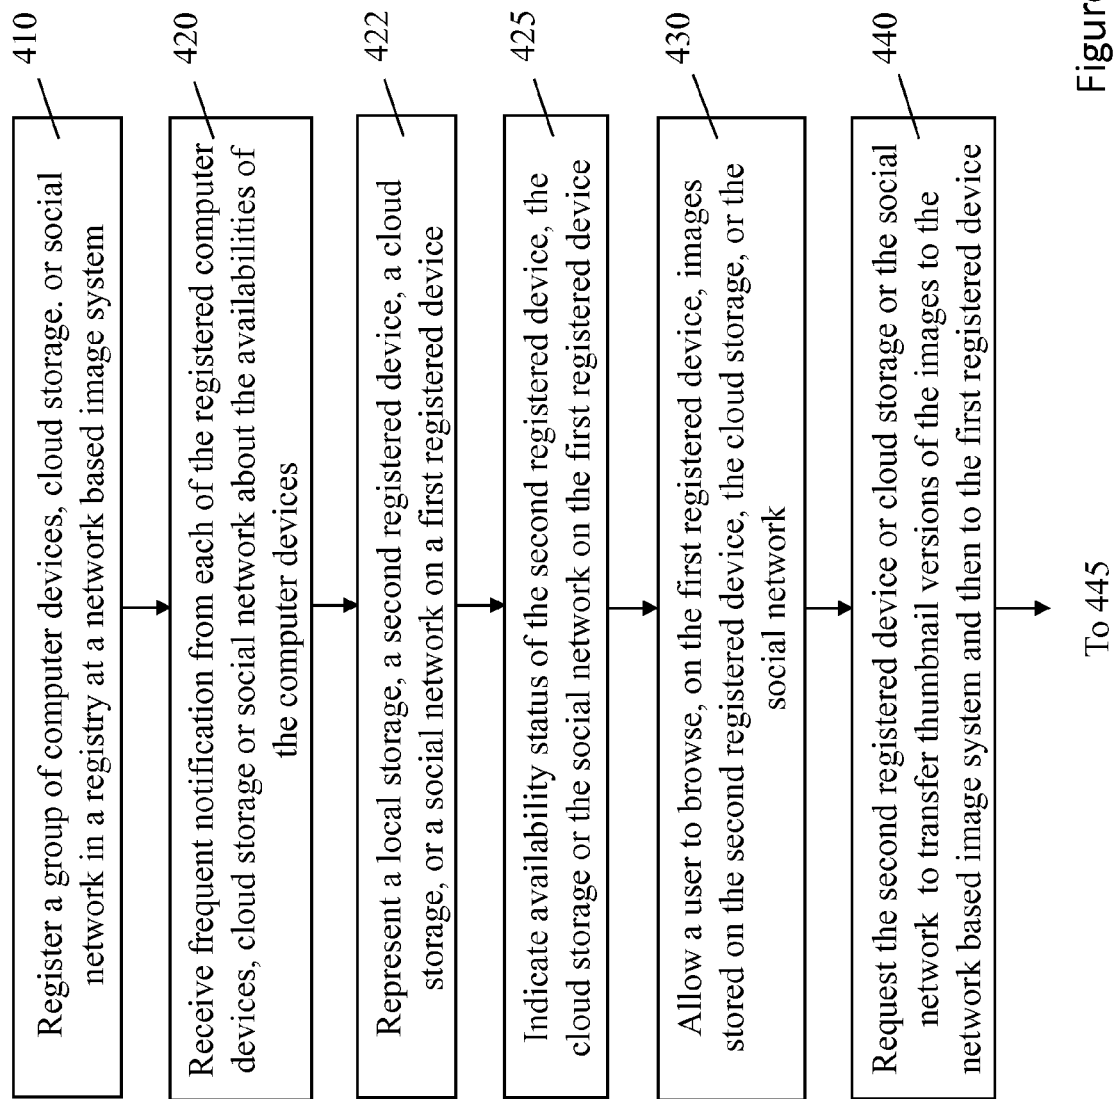 410
Register a group of computer devices, cloud storage. or social
network in a registry at a network based image system
420
Receive frequent notification from each of the registered computer
devices, cloud storage or social network about the availabilities of
the computer devices
422
Represent a local storage, a second registered device, a cloud
storage, or a social network on a first registered device
425
Indicate availability status of the second registered device, the
cloud storage or the social network on the first registered device
430
Allow a user to browse, on the first registered device, images
stored on the second registered device, the cloud storage, or the
social network
440
Request the second registered device or cloud storage or the social
network to transfer thumbnail versions of the images to the
network based image system and then to the first registered device
To 445
Figure